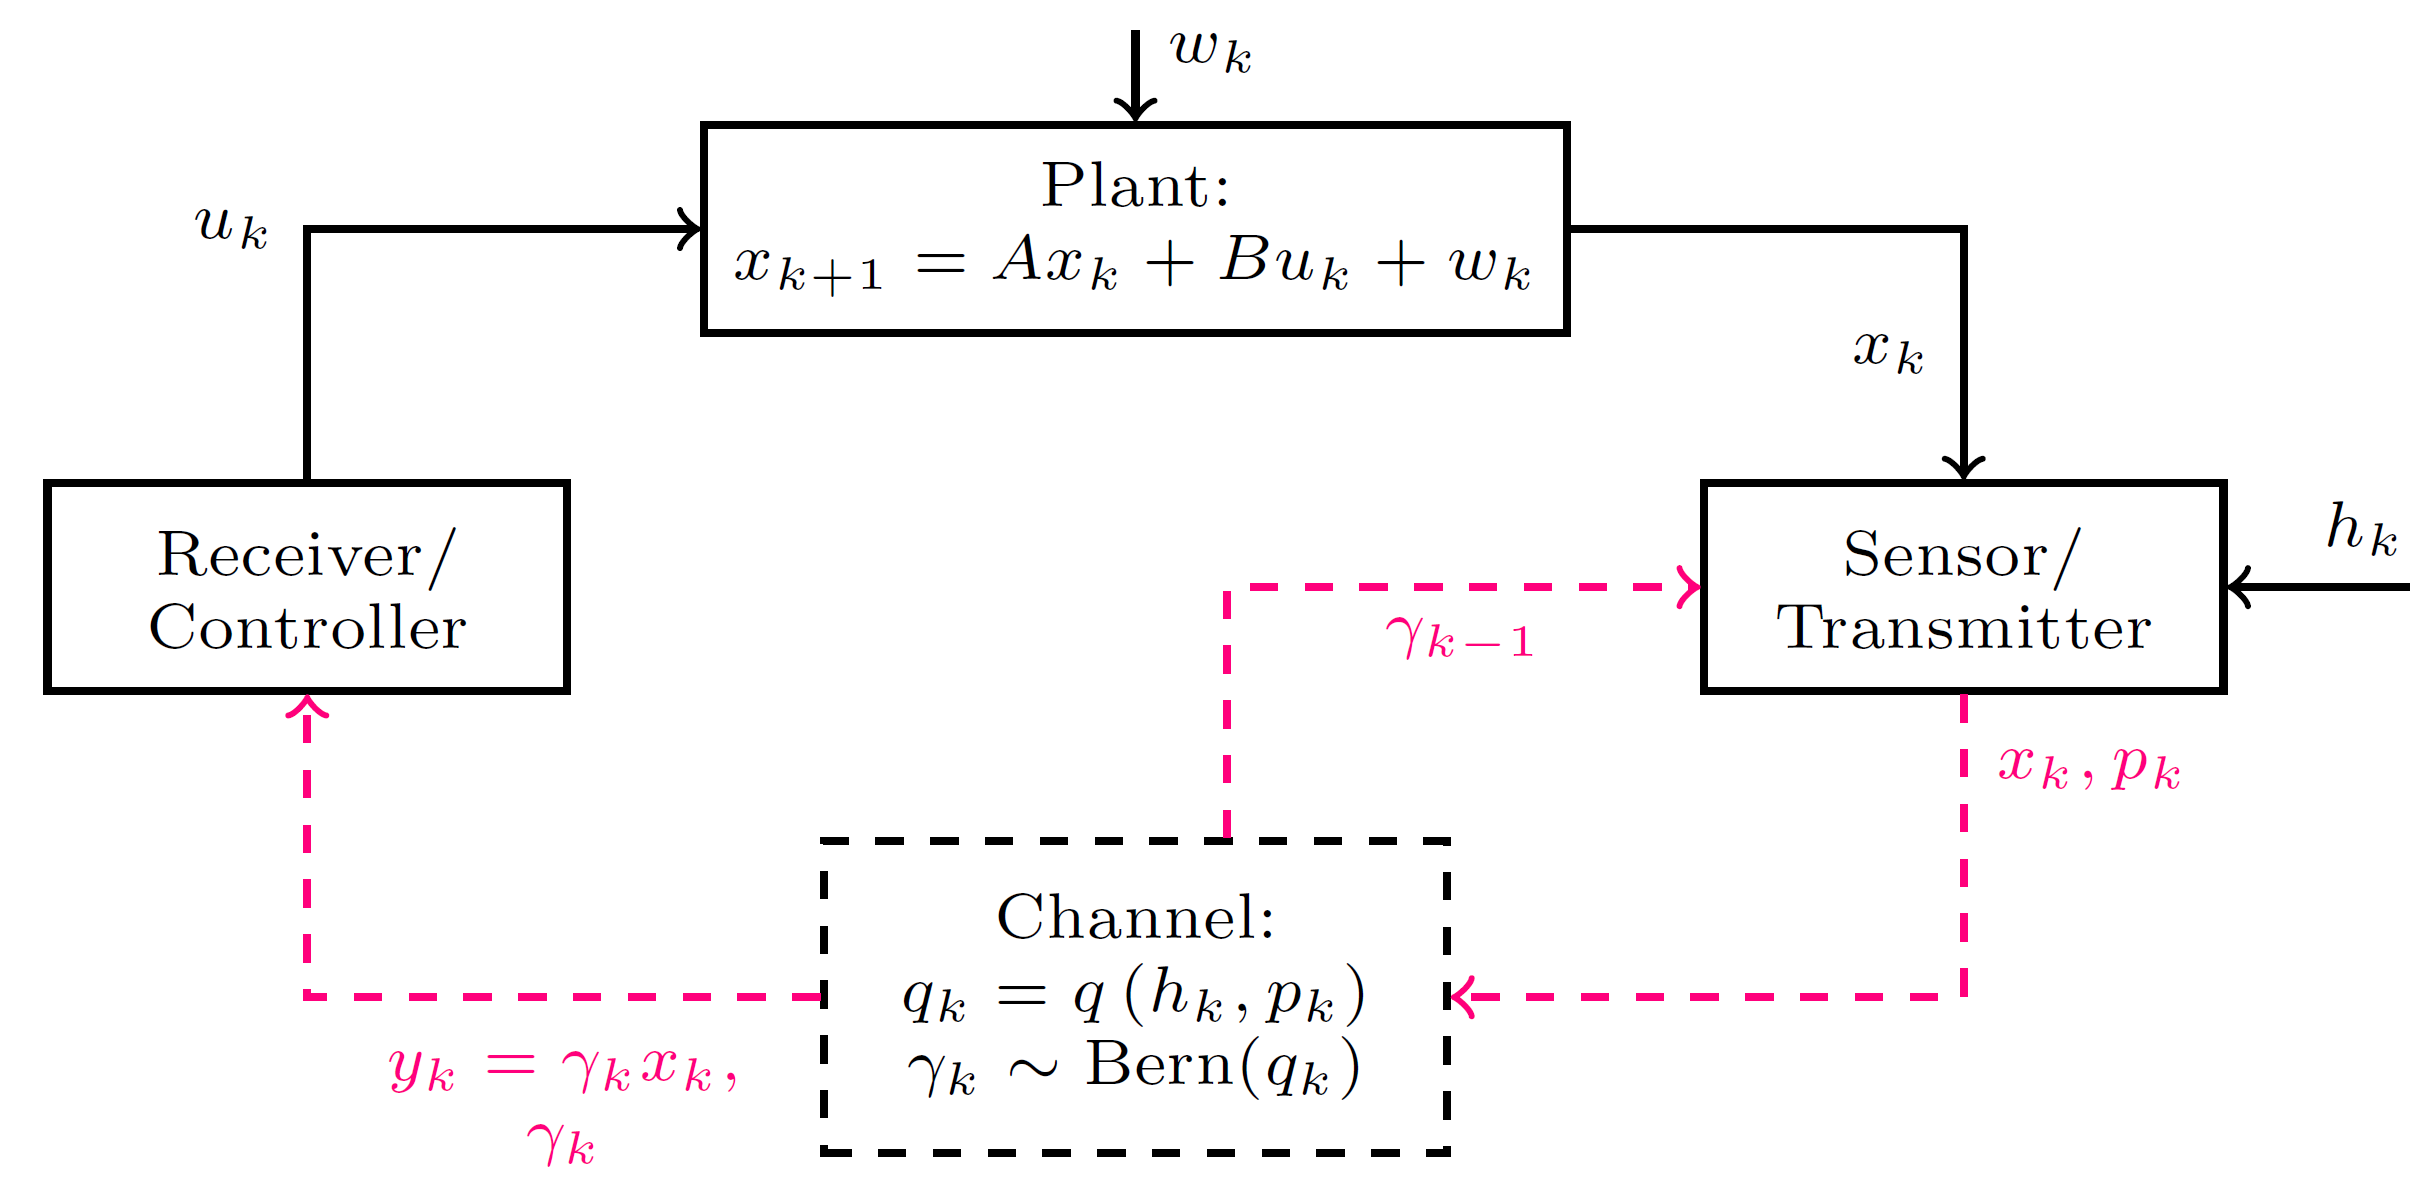 w_k
Plant:
x_{k+1} = Ax_k + Bu_k + w_k
u_k
x_k
Receiver/
Controller
Sensor/
Transmitter
h_k
γ_{k−1}
x_k, p_k
Channel:
q_k = q (h_k, p_k)
γ_k ∼ Bern(q_k)
y_k = γ_k x_k,
γ_k